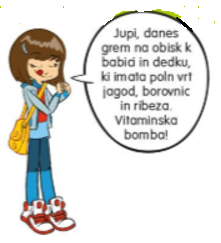 Jupi, danes
grem na obisk k
babici in dedku,
ki imata poln vrt
jagod, borovnic
in ribeza.
Vitaminska
bomba!